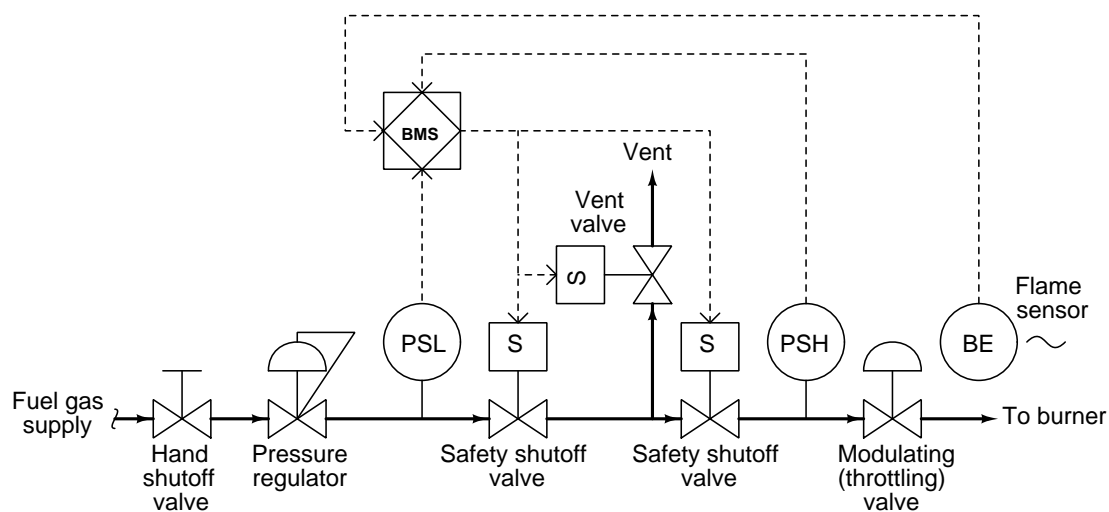 BMS
Vent
Vent
valve
S
PSL
S
S
PSH
BE
Flame
sensor
Fuel gas
supply
To burner
Hand
shutoff
valve
Pressure
regulator
Safety shutoff
valve
Safety shutoff
valve
Modulating
(throttling)
valve